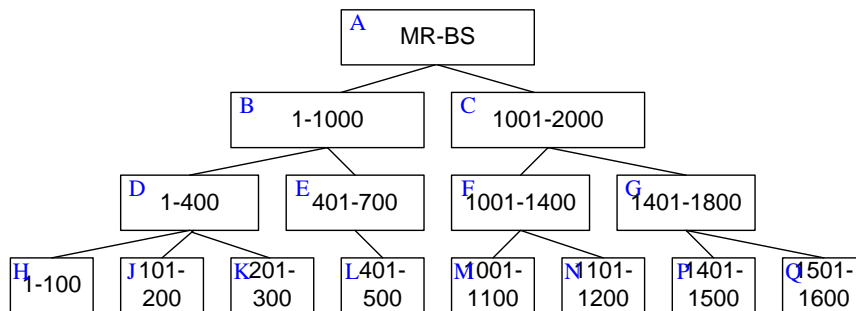 A
MR-BS
B
1-1000
C
1001-2000
D
1-400
E
401-700
F
1001-1400
G
1401-1800
H
1-100
J
101-
200
K
201-
300
L
401-
500
M
1001-
1100
N
1101-
1200
P
1401-
1500
Q
1501-
1600